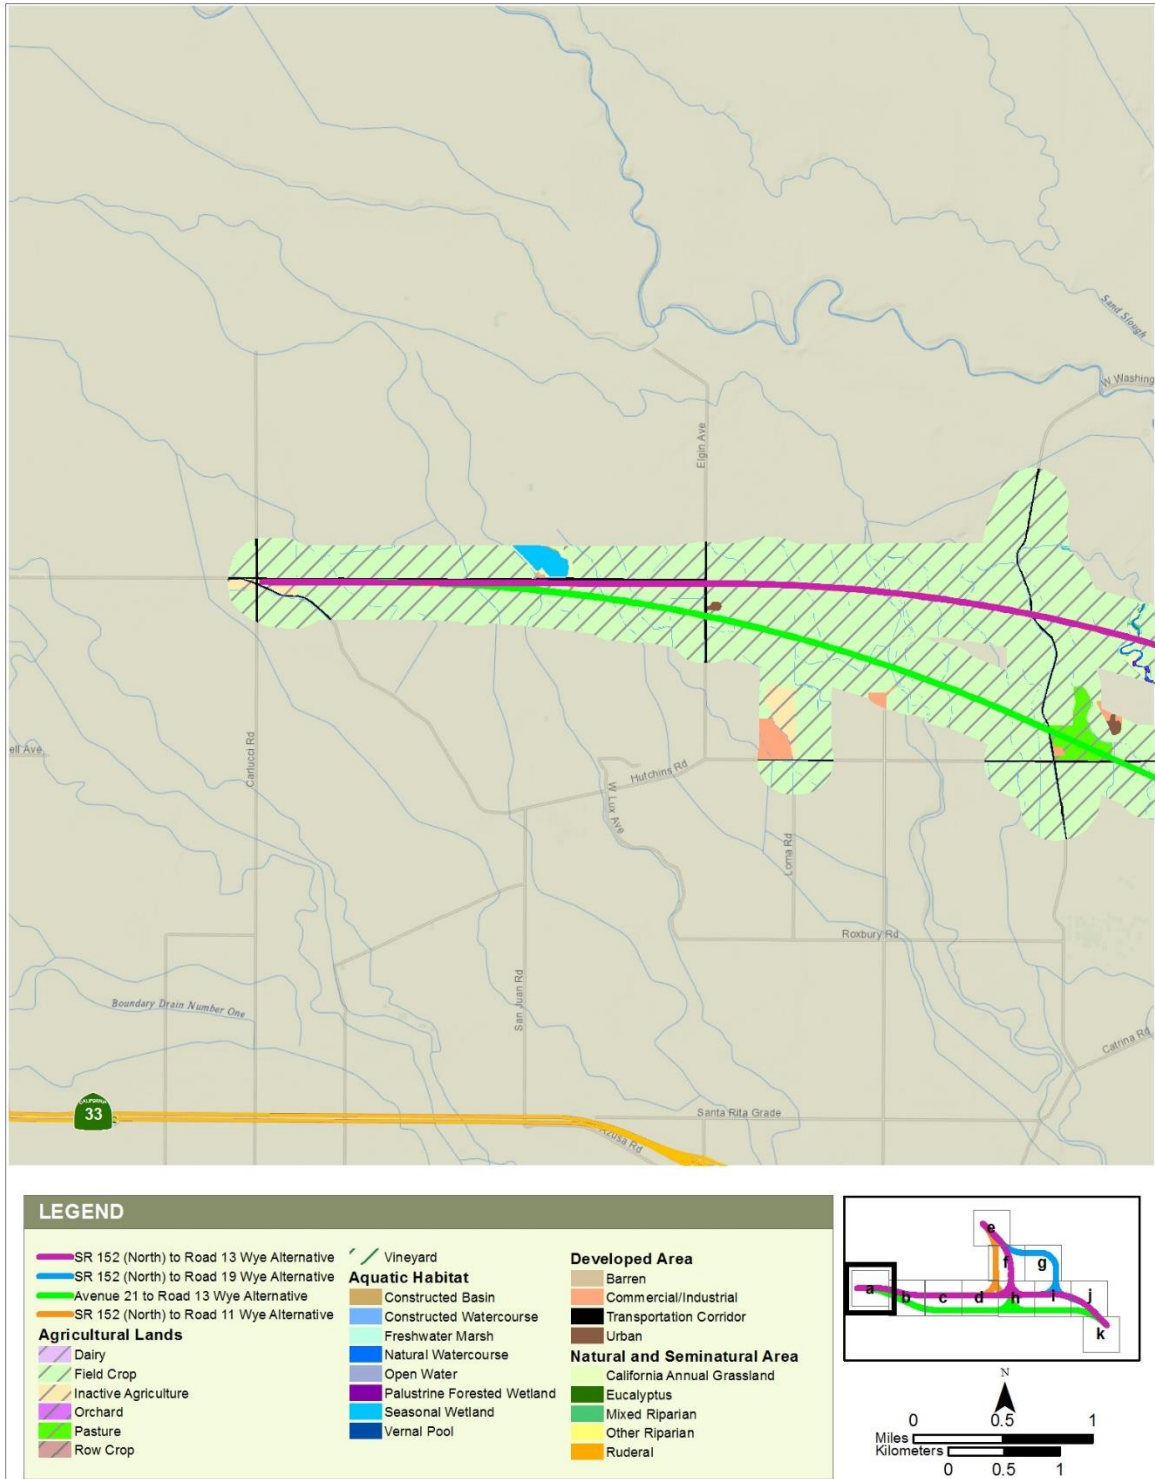 Sand Slough
W Washing
Elgin Ave
Carlucci Rd
ell Ave
Hutchins Rd
W Lux Ave
Loma Rd
Roxbury Rd
San Juan Rd
Boundary Drain Number One
Catrina Rd
CALIFORNIA
33
Santa Rita Grade
Azusa Rd
LEGEND
SR 152 (North) to Road 13 Wye Alternative
SR 152 (North) to Road 19 Wye Alternative
Avenue 21 to Road 13 Wye Alternative
SR 152 (North) to Road 11 Wye Alternative
Agricultural Lands
Dairy
Field Crop
Inactive Agriculture
Orchard
Pasture
Row Crop
Vineyard
Aquatic Habitat
Constructed Basin
Constructed Watercourse
Freshwater Marsh
Natural Watercourse
Open Water
Palustrine Forested Wetland
Seasonal Wetland
Vernal Pool
Developed Area
Barren
Commercial/Industrial
Transportation Corridor
Urban
Natural and Seminatural Area
California Annual Grassland
Eucalyptus
Mixed Riparian
Other Riparian
Ruderal
e
f
g
a
b
c
d
h
i
j
k
N
0 0.5 1
Miles
Kilometers
0 0.5 1